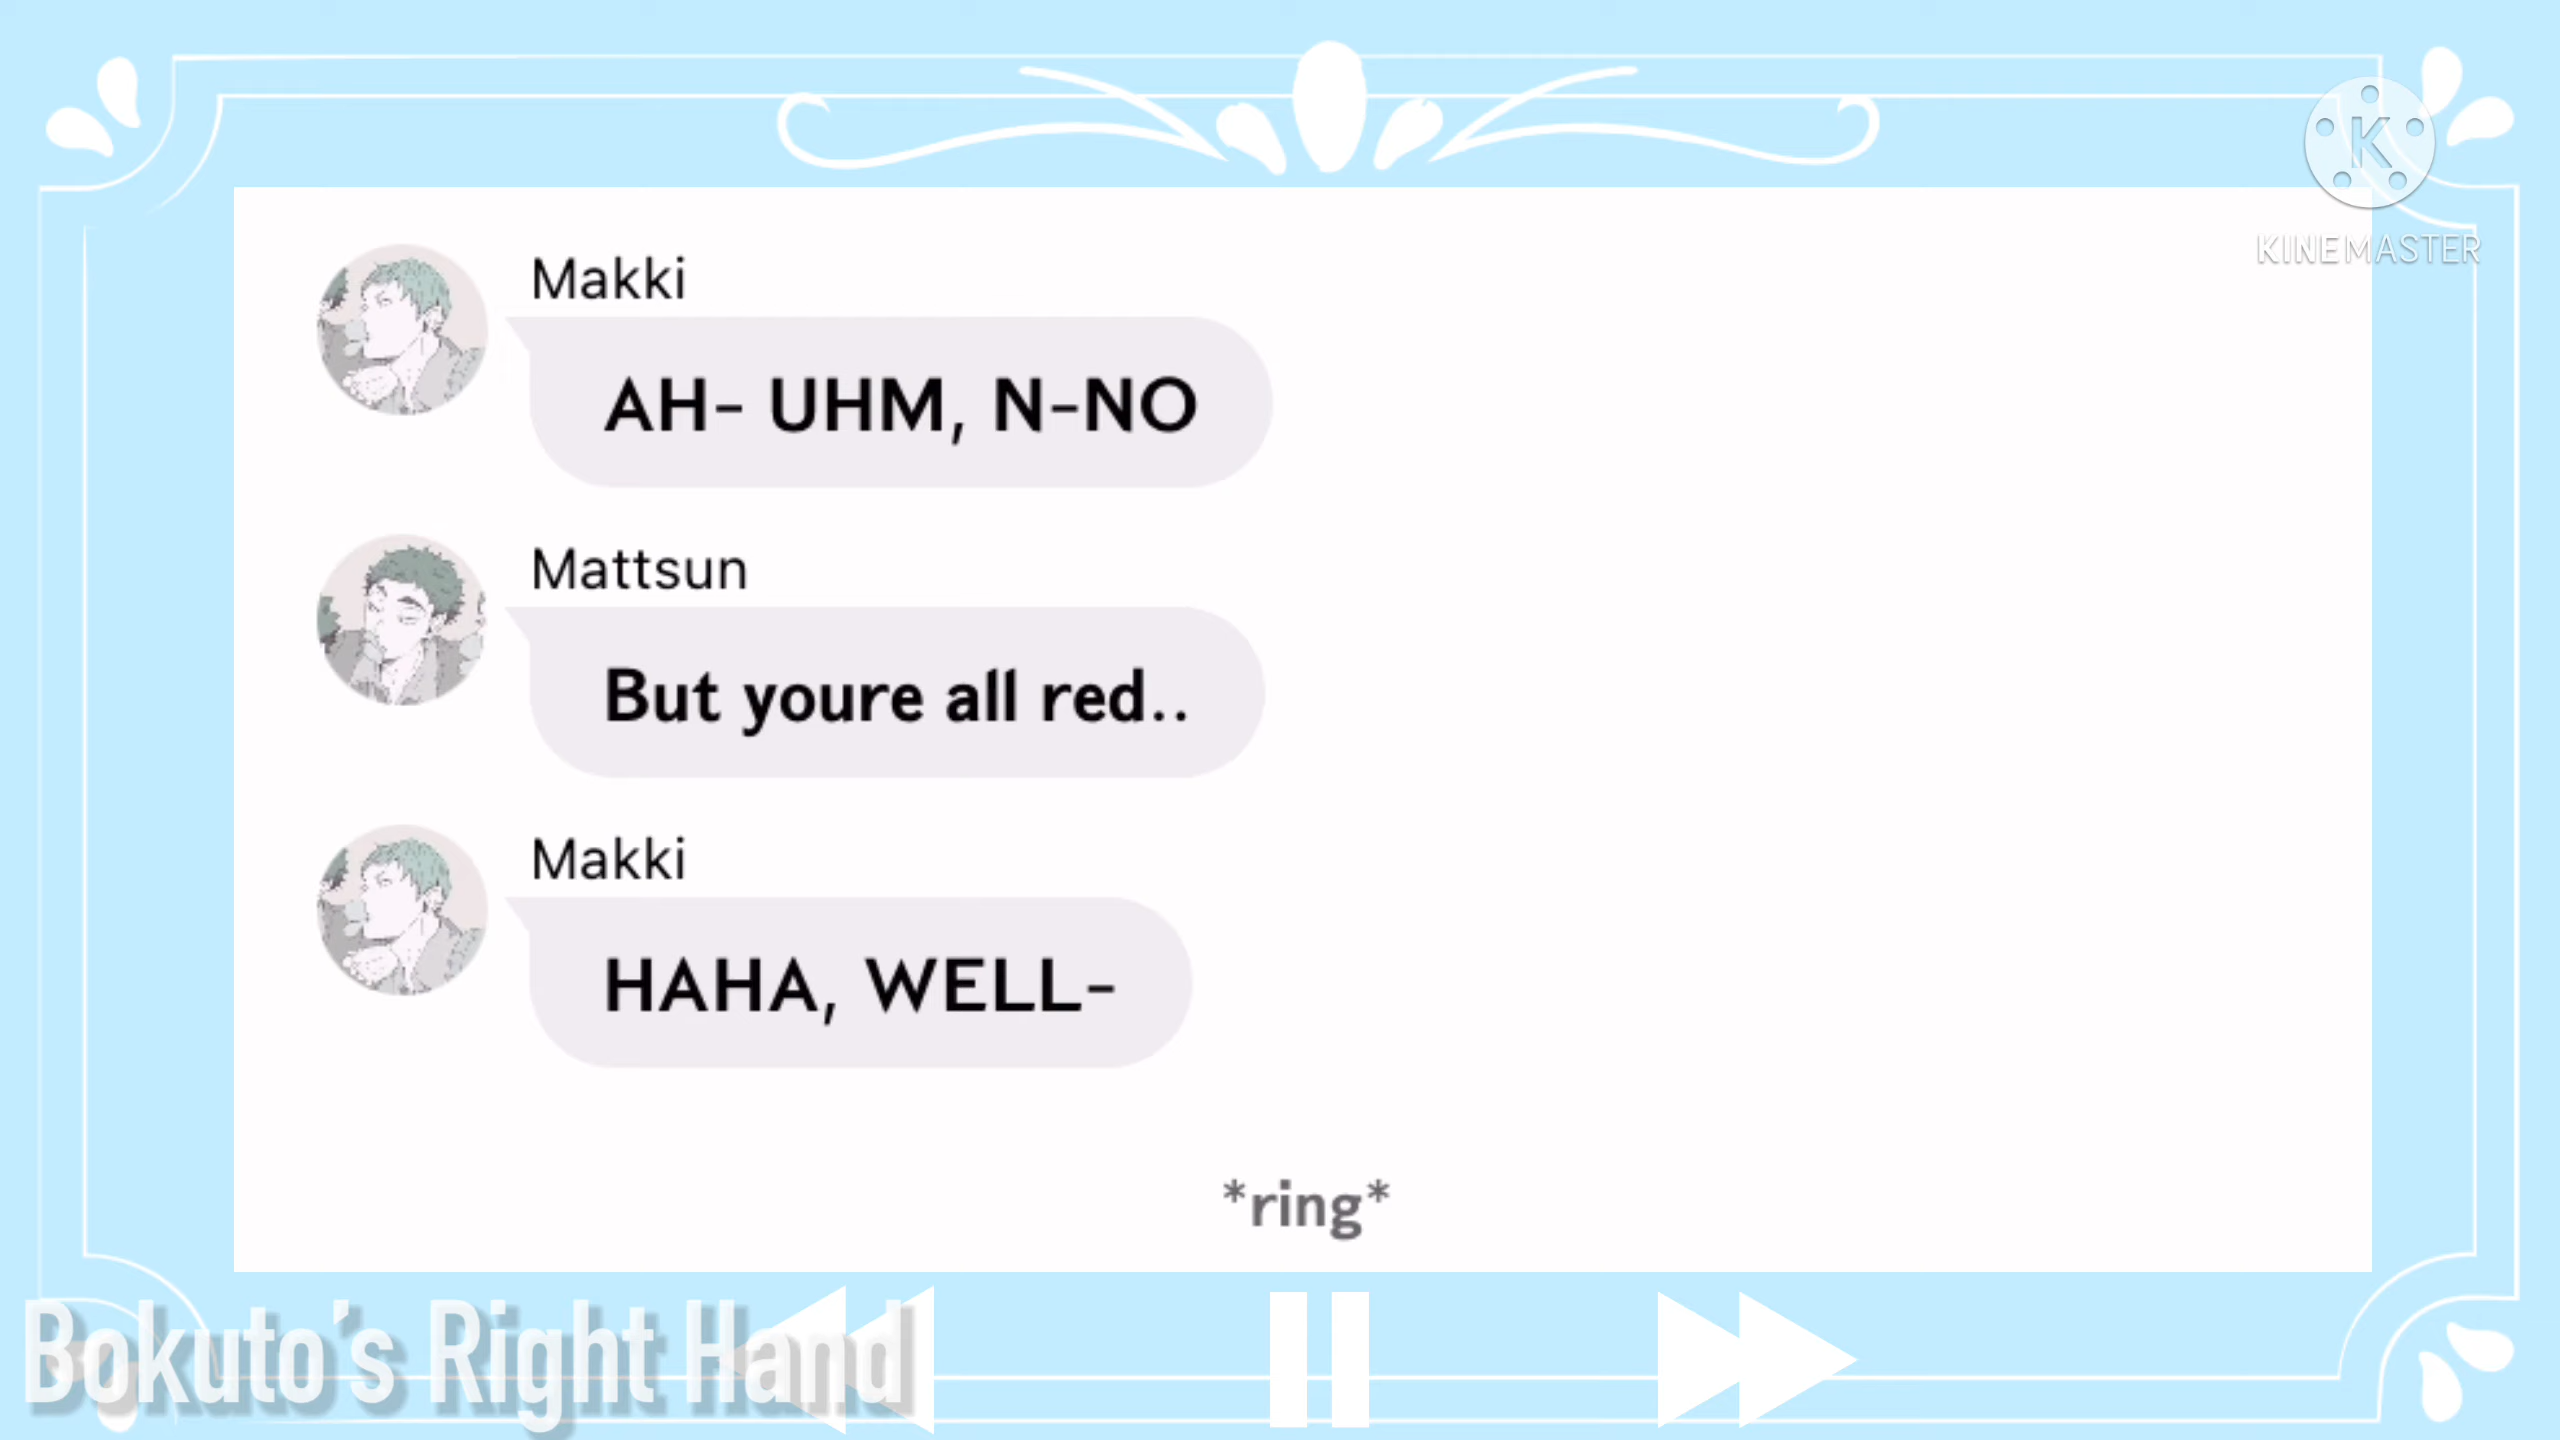 K
KINEMASTER
Makki
AH- UHM, N-NO
Mattsun
But youre all red..
Makki
HAHA, WELL-
*ring*
Bokuto's Right Hand